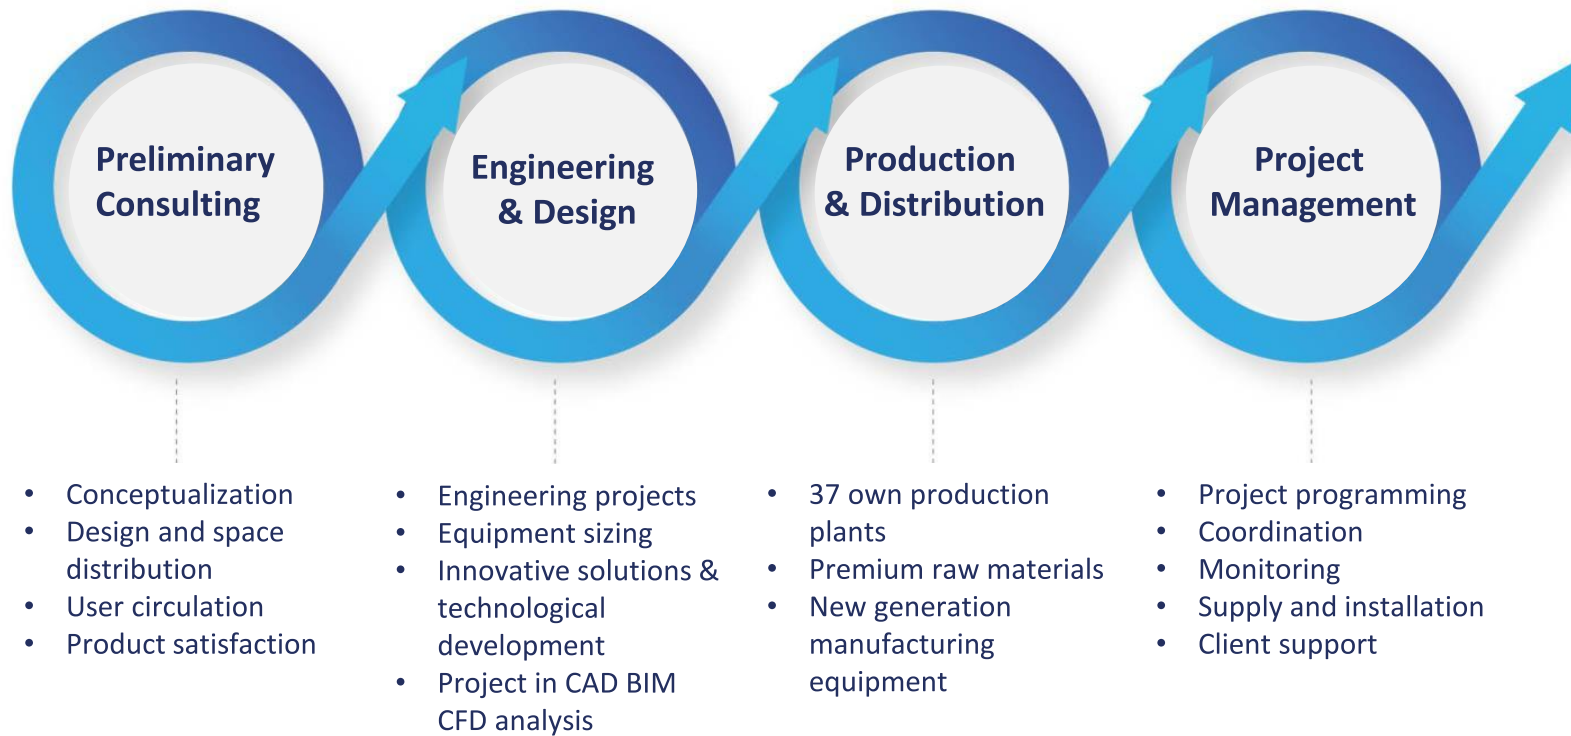 Preliminary
Consulting
Engineering
& Design
Production
& Distribution
Project
Management
• Conceptualization
• Design and space
distribution
• User circulation
• Product satisfaction
• Engineering projects
• Equipment sizing
• Innovative solutions &
technological
development
• Project in CAD BIM
CFD analysis
• 37 own production
plants
• Premium raw materials
• New generation
manufacturing
equipment
• Project programming
• Coordination
• Monitoring
• Supply and installation
• Client support